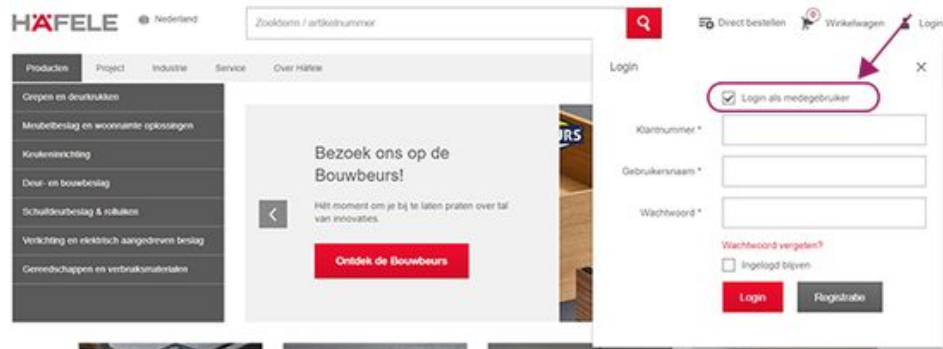 HÄFELE
Nederland
Zoekterm / artikelnummer
Direct bestellen
0
Winkelwagen
Login
Producten
Project
Industrie
Service
Over Häfele
Grepen en deurkrukken
Meubelbeslag en woonruimte oplossingen
Keukeninrichting
Deur- en bouwbeslag
Schuifdeurbeslag & rolluiken
Verlichting en elektrisch aangedreven beslag
Gereedschappen en verbruiksmaterialen
Bezoek ons op de
Bouwbeurs!
Hét moment om je bij te laten praten over tal
van innovaties.
Ontdek de Bouwbeurs
EURS
Login
Login als medegebruiker
Klantnummer *
Gebruikersnaam *
Wachtwoord *
Wachtwoord vergeten?
Ingelogd blijven
Login
Registratie